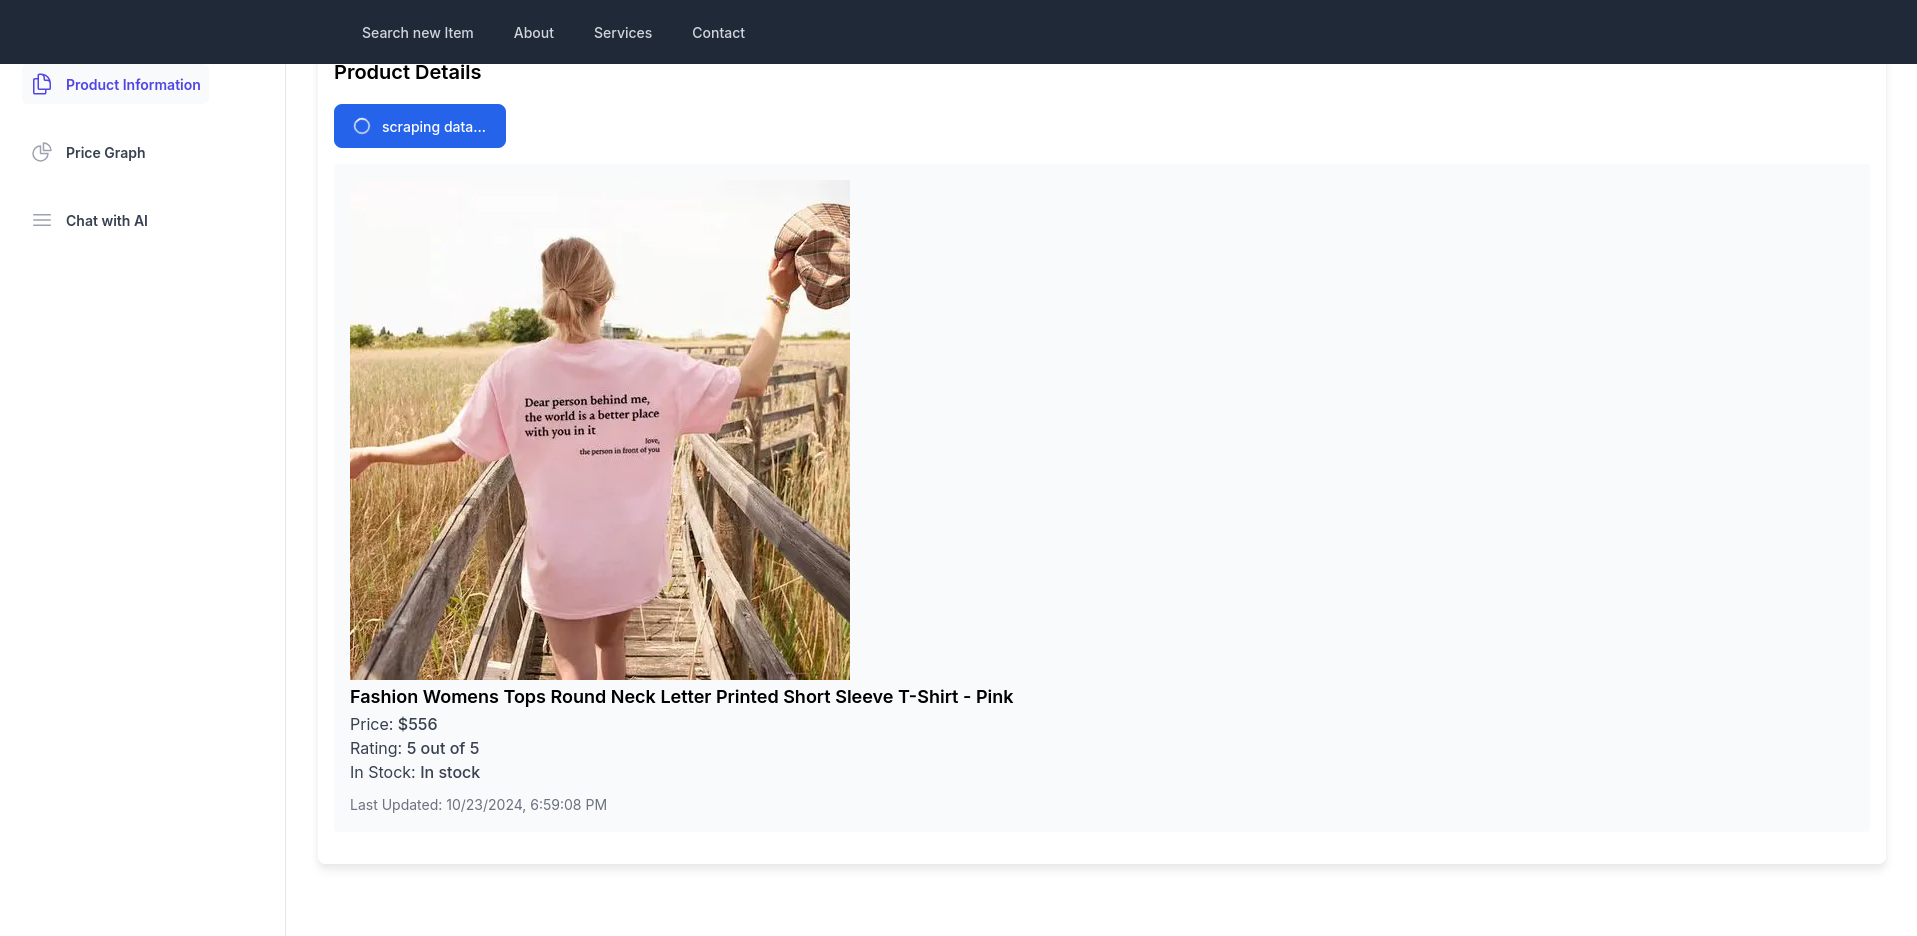 Search new Item
About
Services
Contact
Product Information
Price Graph
Chat with AI
Product Details
scraping data...
Dear person behind me,
the world is a better place
with you in it
love,
the person in front of you
Fashion Womens Tops Round Neck Letter Printed Short Sleeve T-Shirt - Pink
Price: $556
Rating: 5 out of 5
In Stock: In stock
Last Updated: 10/23/2024, 6:59:08 PM